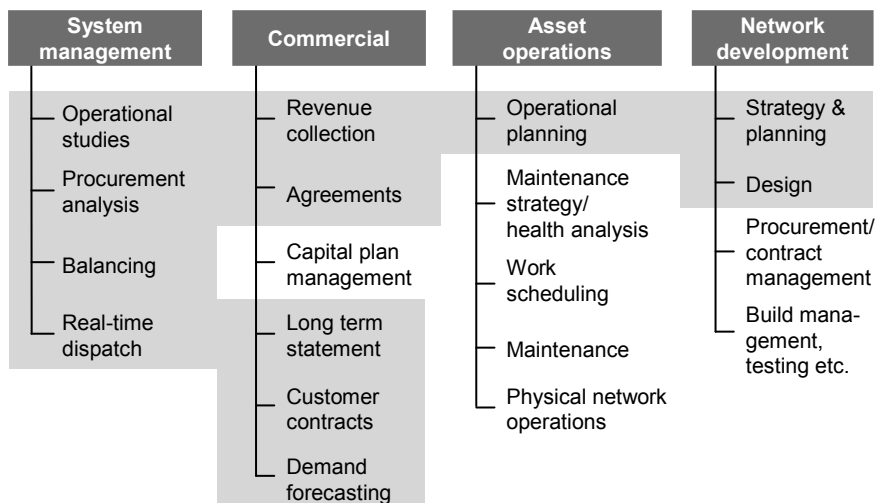 System
management
Operational
studies
Procurement
analysis
Balancing
Real-time
dispatch
Commercial
Revenue
collection
Agreements
Capital plan
management
Long term
statement
Customer
contracts
Demand
forecasting
Asset
operations
Operational
planning
Maintenance
strategy/
health analysis
Work
scheduling
Maintenance
Physical network
operations
Network
development
Strategy &
planning
Design
Procurement/
contract
management
Build mana-
gement,
testing etc.